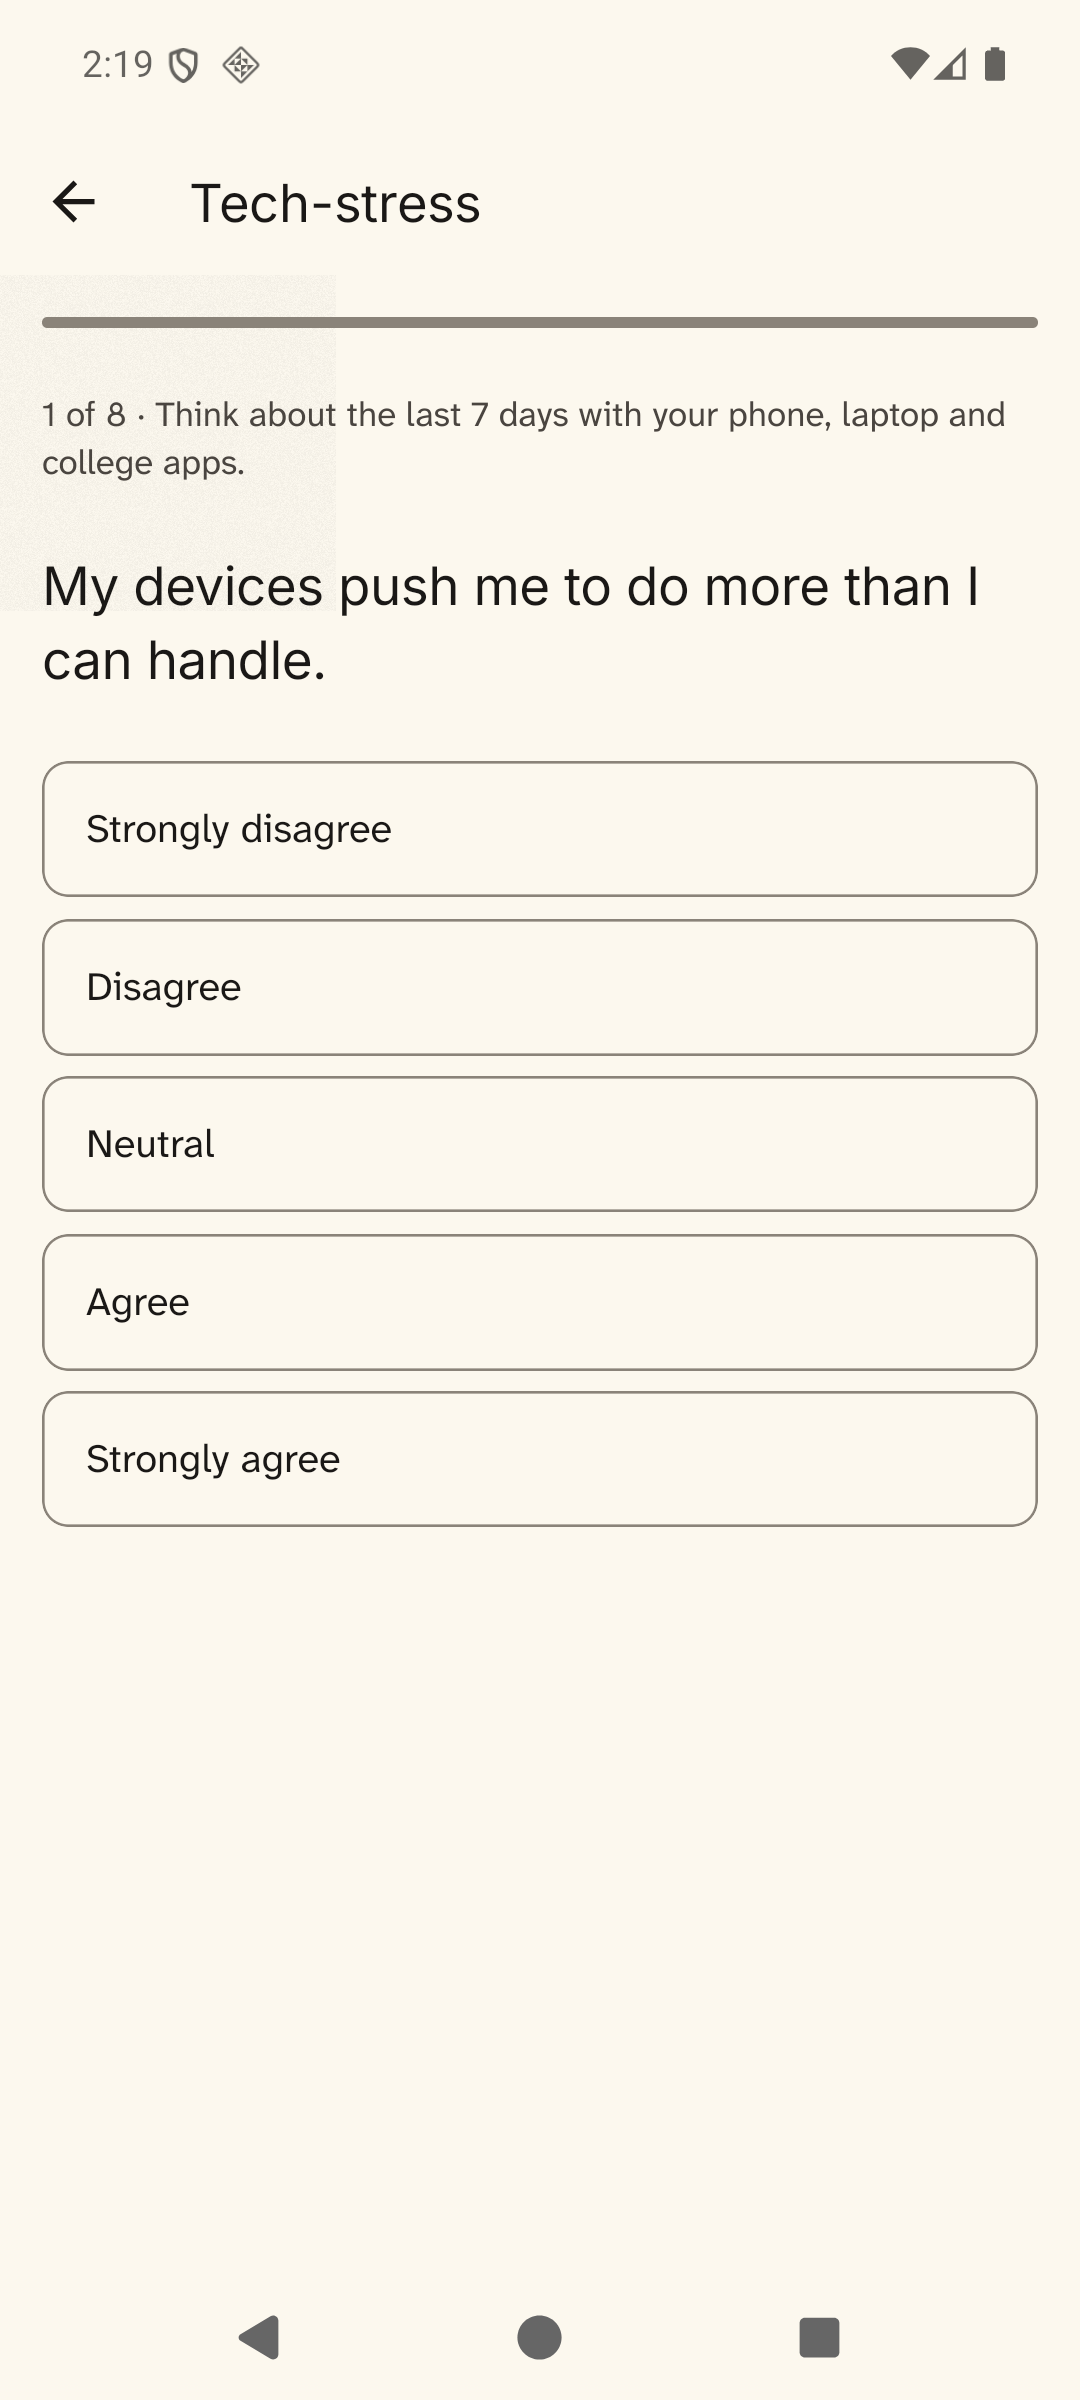 2:19
Tech-stress
1 of 8 · Think about the last 7 days with your phone, laptop and
college apps.
My devices push me to do more than I
can handle.
Strongly disagree
Disagree
Neutral
Agree
Strongly agree